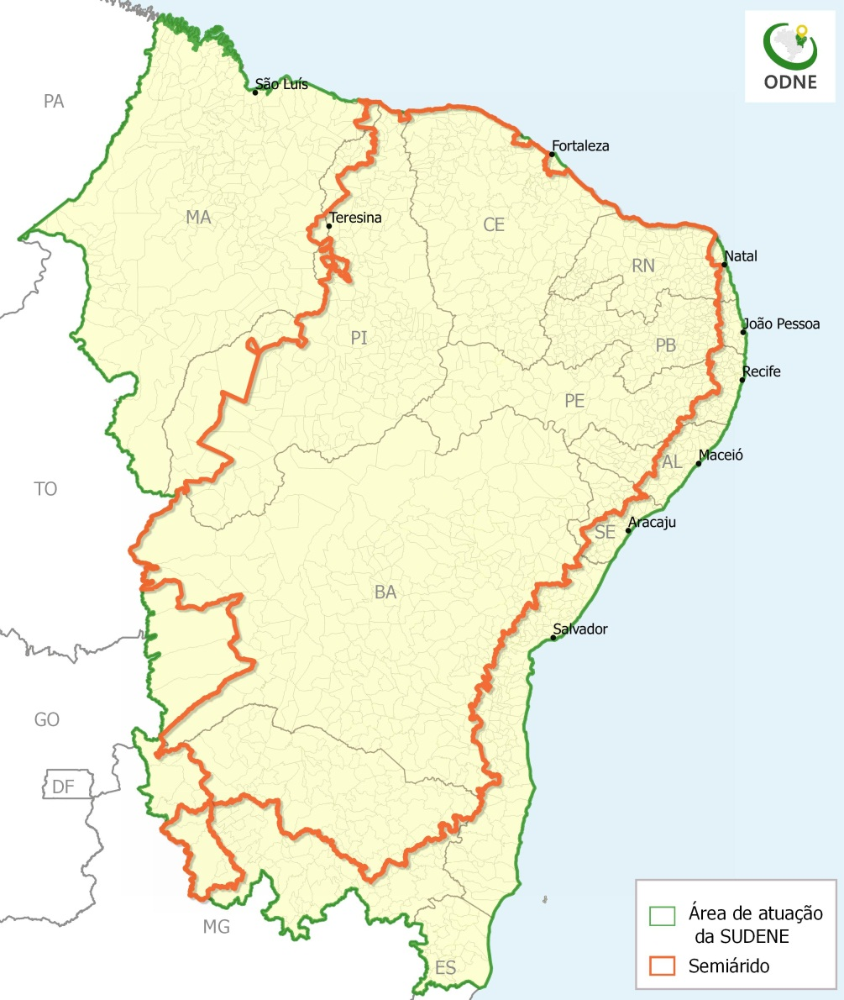 ODNE
São Luís
PA
Fortaleza
MA
Teresina
CE
Natal
RN
João Pessoa
PI
PB
Recife
PE
Maceió
AL
TO
Aracaju
SE
BA
Salvador
GO
DF
MG
ES
Área de atuação
da SUDENE
Semiárido